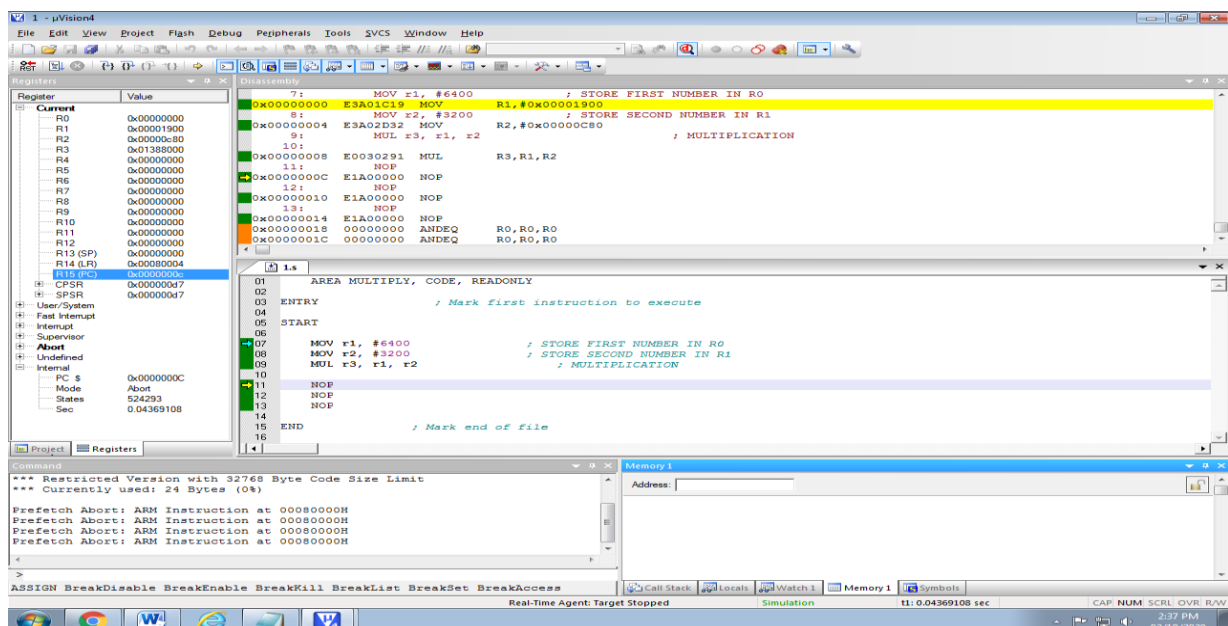 1 - µVision4
File Edit View Project Flash Debug Peripherals Tools SVCS Window Help
RST
Registers
Register Value
Current
R0 0x00000000
R1 0x00001900
R2 0x00000c80
R3 0x01388000
R4 0x00000000
R5 0x00000000
R6 0x00000000
R7 0x00000000
R8 0x00000000
R9 0x00000000
R10 0x00000000
R11 0x00000000
R12 0x00000000
R13 (SP) 0x00000000
R14 (LR) 0x00080004
R15 (PC) 0x0000000c
CPSR 0x000000d7
SPSR 0x000000d7
User/System
Fast Interrupt
Interrupt
Supervisor
Abort
Undefined
Internal
PC $ 0x0000000C
Mode Abort
States 524293
Sec 0.04369108
Project Registers
Disassembly
7: MOV r1, #6400 ; STORE FIRST NUMBER IN R0
0x00000000 E3A01C19 MOV R1,#0x00001900
8: MOV r2, #3200 ; STORE SECOND NUMBER IN R1
0x00000004 E3A02D32 MOV R2,#0x00000C80
9: MUL r3, r1, r2 ; MULTIPLICATION
10:
0x00000008 E0030291 MUL R3,R1,R2
11: NOP
0x0000000C E1A00000 NOP
12: NOP
0x00000010 E1A00000 NOP
13: NOP
0x00000014 E1A00000 NOP
0x00000018 00000000 ANDEQ R0,R0,R0
0x0000001C 00000000 ANDEQ R0,R0,R0
1.s
01 AREA MULTIPLY, CODE, READONLY
02
03 ENTRY ; Mark first instruction to execute
04
05 START
06
07 MOV r1, #6400 ; STORE FIRST NUMBER IN R0
08 MOV r2, #3200 ; STORE SECOND NUMBER IN R1
09 MUL r3, r1, r2 ; MULTIPLICATION
10
11 NOP
12 NOP
13 NOP
14
15 END ; Mark end of file
16
Command
*** Restricted Version with 32768 Byte Code Size Limit
*** Currently used: 24 Bytes (0%)
Prefetch Abort: ARM Instruction at 00080000H
Prefetch Abort: ARM Instruction at 00080000H
Prefetch Abort: ARM Instruction at 00080000H
Prefetch Abort: ARM Instruction at 00080000H
>
ASSIGN BreakDisable BreakEnable BreakKill BreakList BreakSet BreakAccess
Memory 1
Address:
Call Stack Locals Watch 1 Memory 1 Symbols
Real-Time Agent: Target Stopped Simulation t1: 0.04369108 sec CAP NUM SCRL OVR R/W
2:37 PM